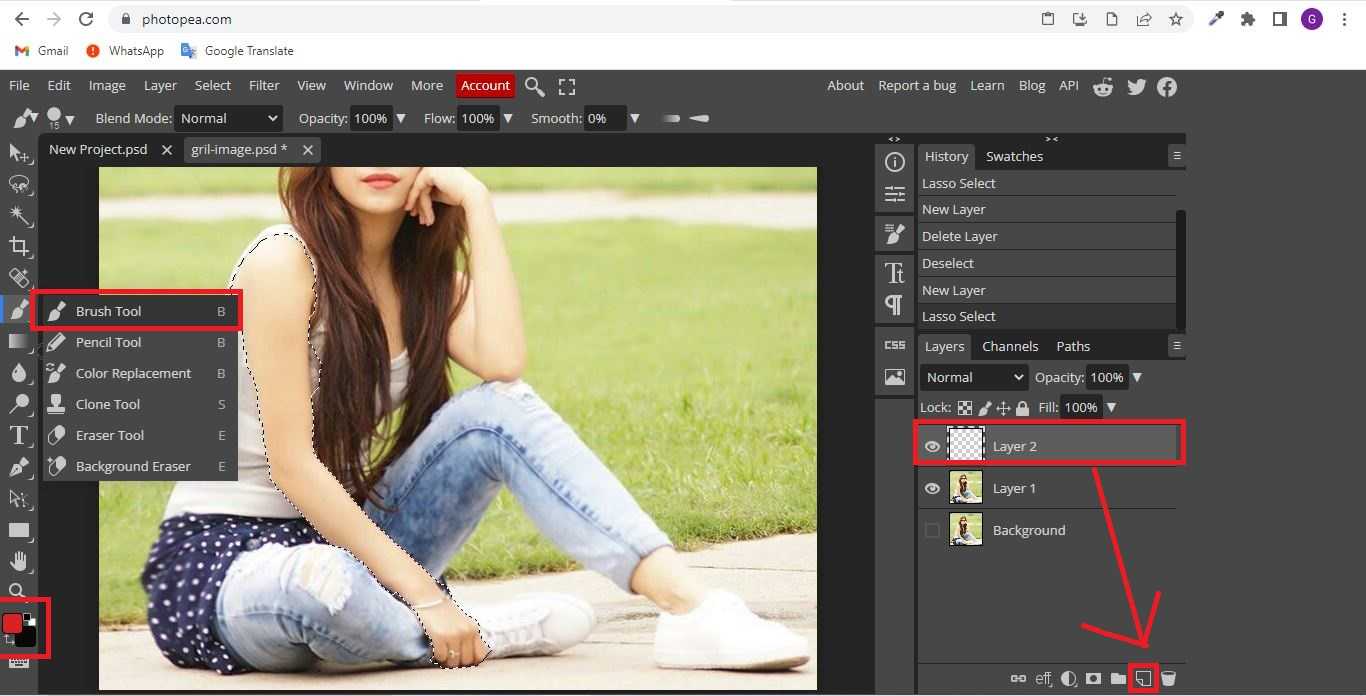 photopea.com
G
Gmail WhatsApp Google Translate
File Edit Image Layer Select Filter View Window More Account About Report a bug Learn Blog API
15 Blend Mode: Normal Opacity: 100% Flow: 100% Smooth: 0%
New Project.psd gril-image.psd *
History Swatches
Lasso Select
New Layer
Delete Layer
Deselect
New Layer
Lasso Select
Brush Tool B
Pencil Tool B
Color Replacement B
Clone Tool S
Eraser Tool E
Background Eraser E
CSS
Layers Channels Paths
Normal Opacity: 100%
Lock: Fill: 100%
Layer 2
Layer 1
Background
eff